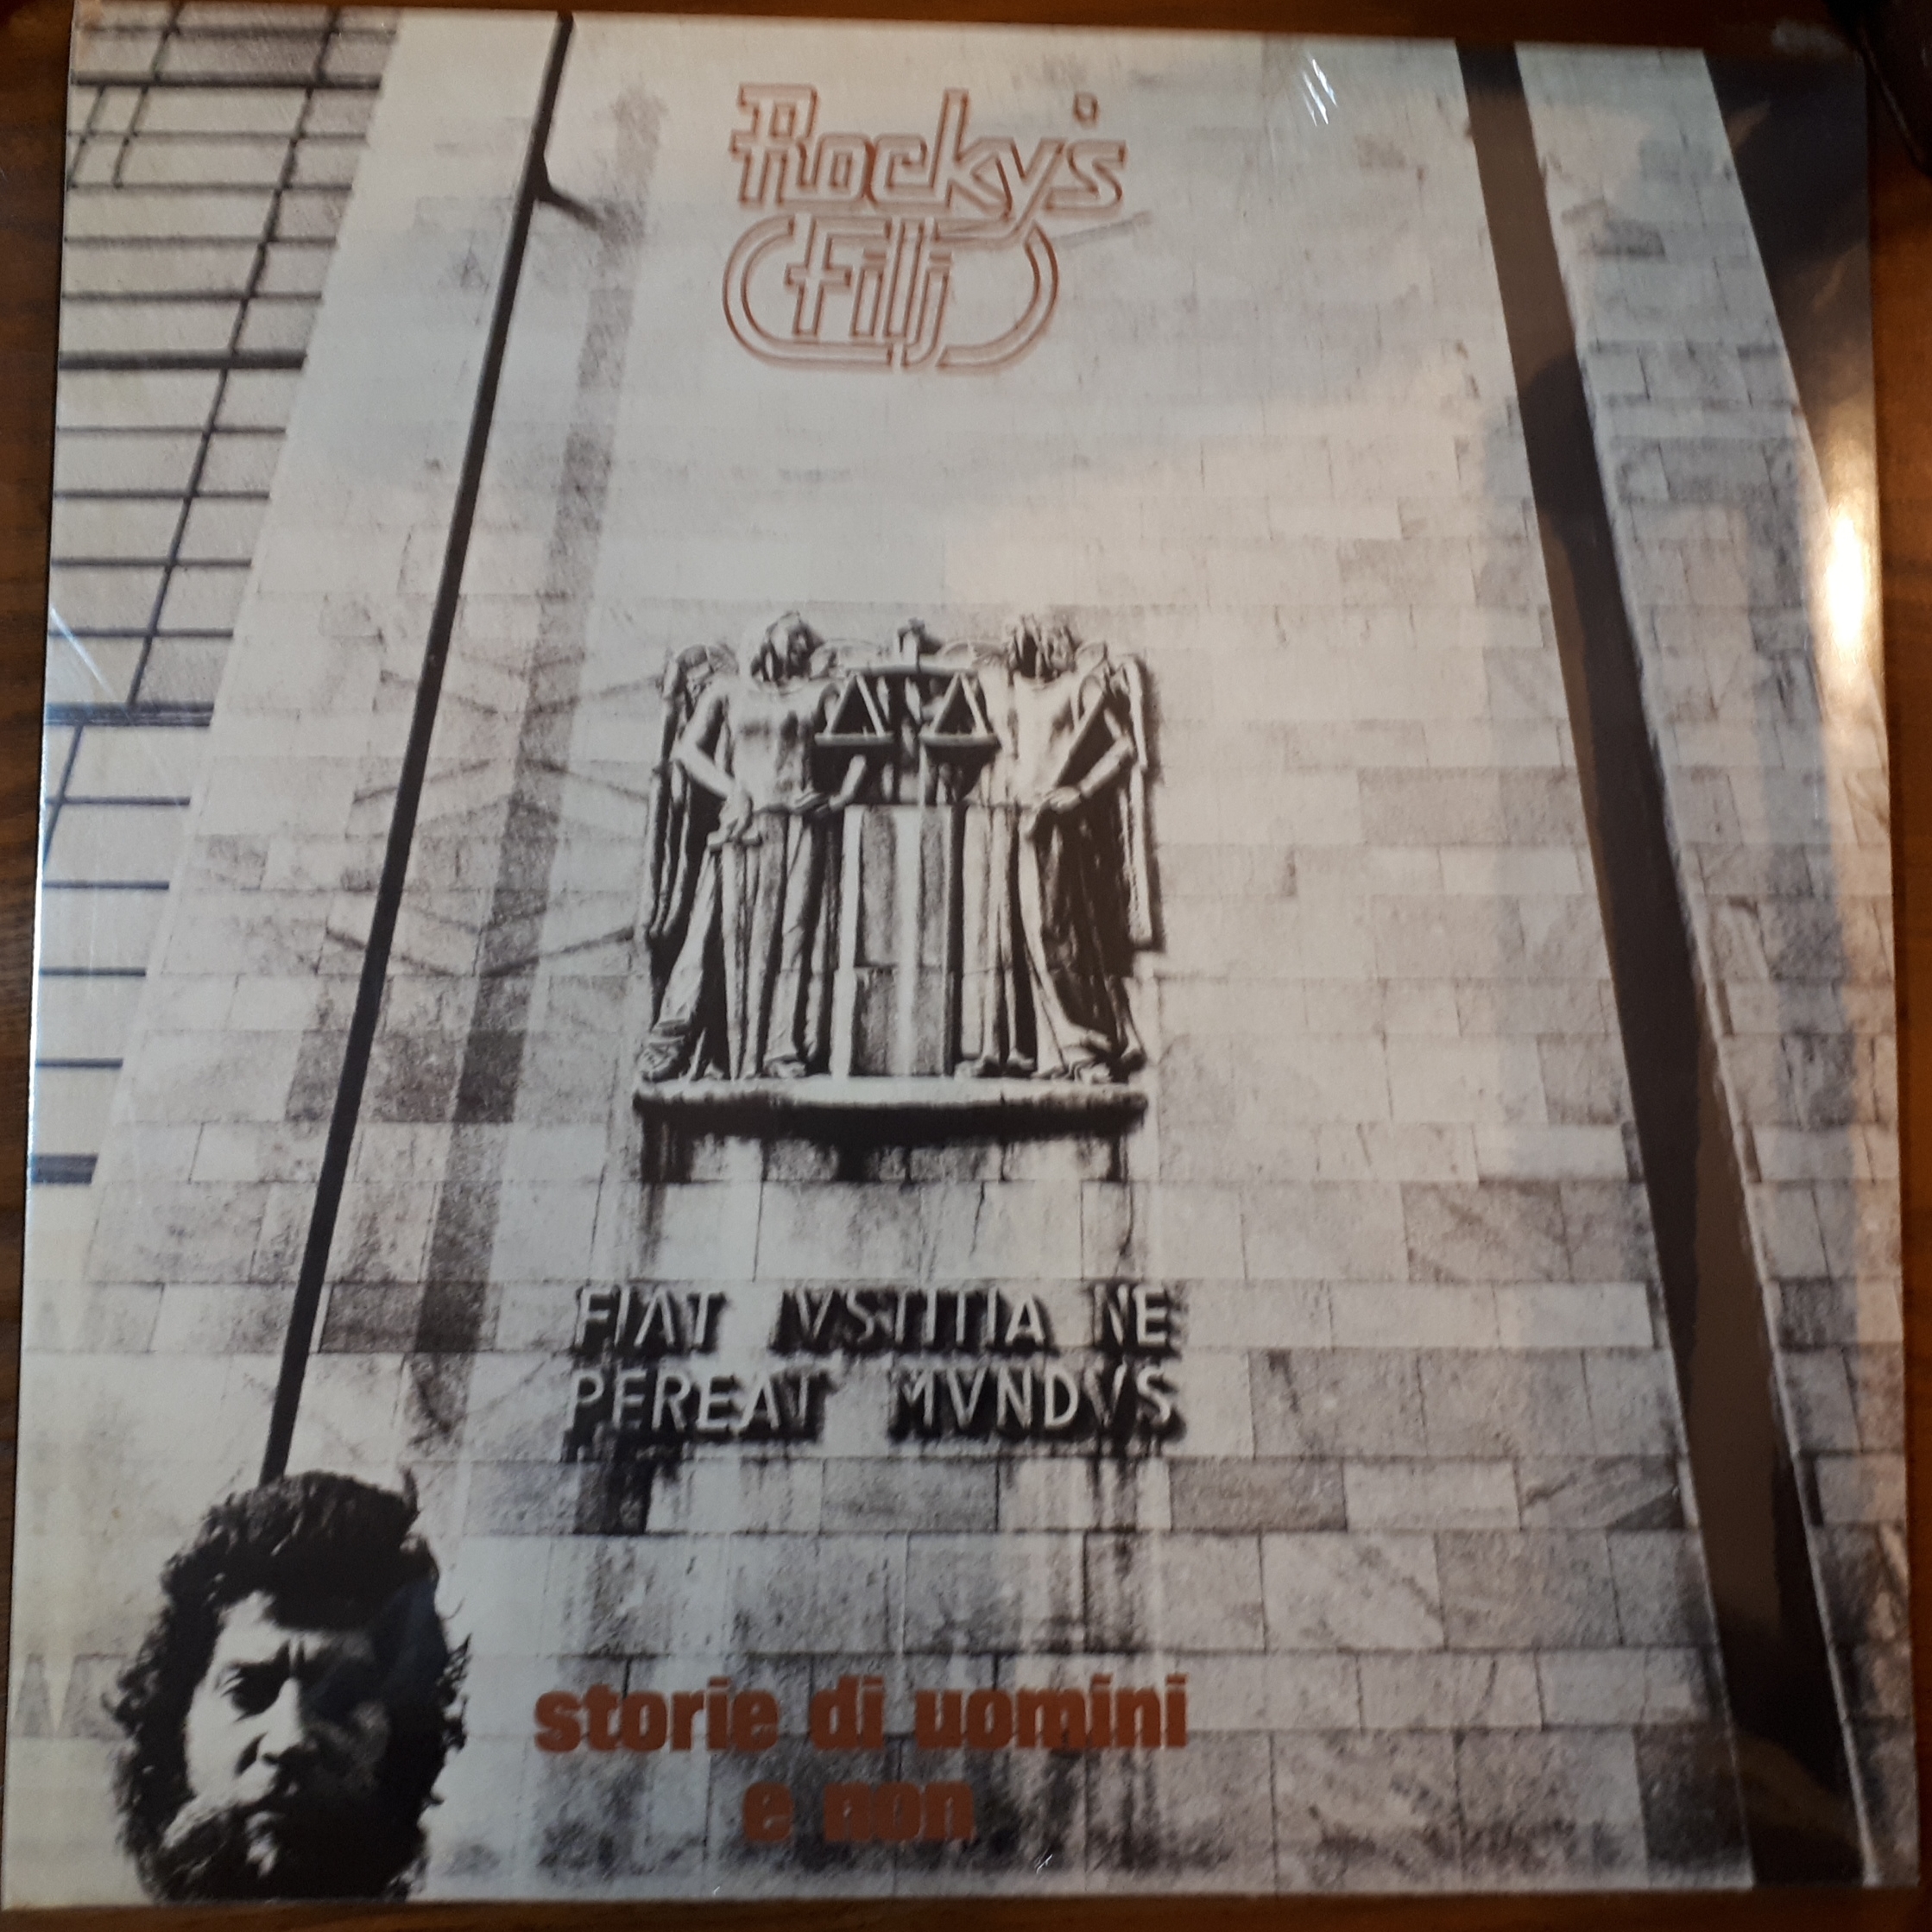 Rocky's
Filj
FIAT IVSTITIA NE
PEREAT MVNDVS
storie di uomini
e non